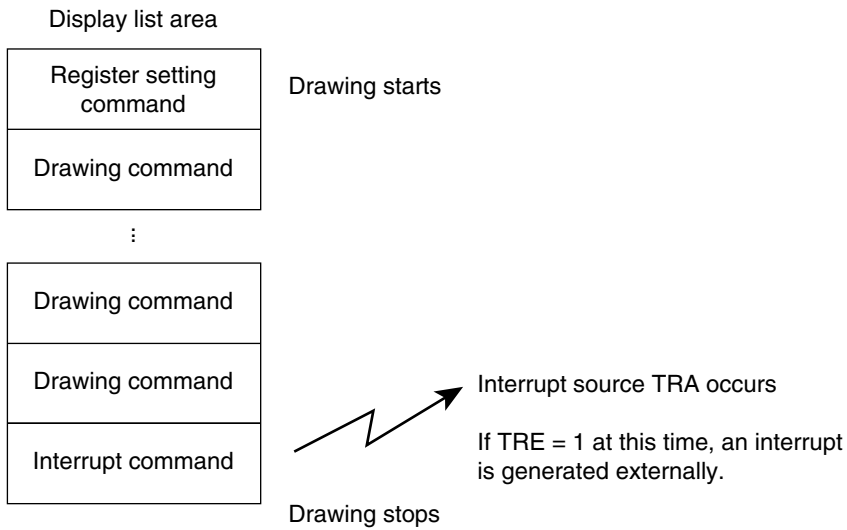 Display list area
Register setting
command
Drawing starts
Drawing command
⋮
Drawing command
Drawing command
Interrupt source TRA occurs
Interrupt command
If TRE = 1 at this time, an interrupt
is generated externally.
Drawing stops